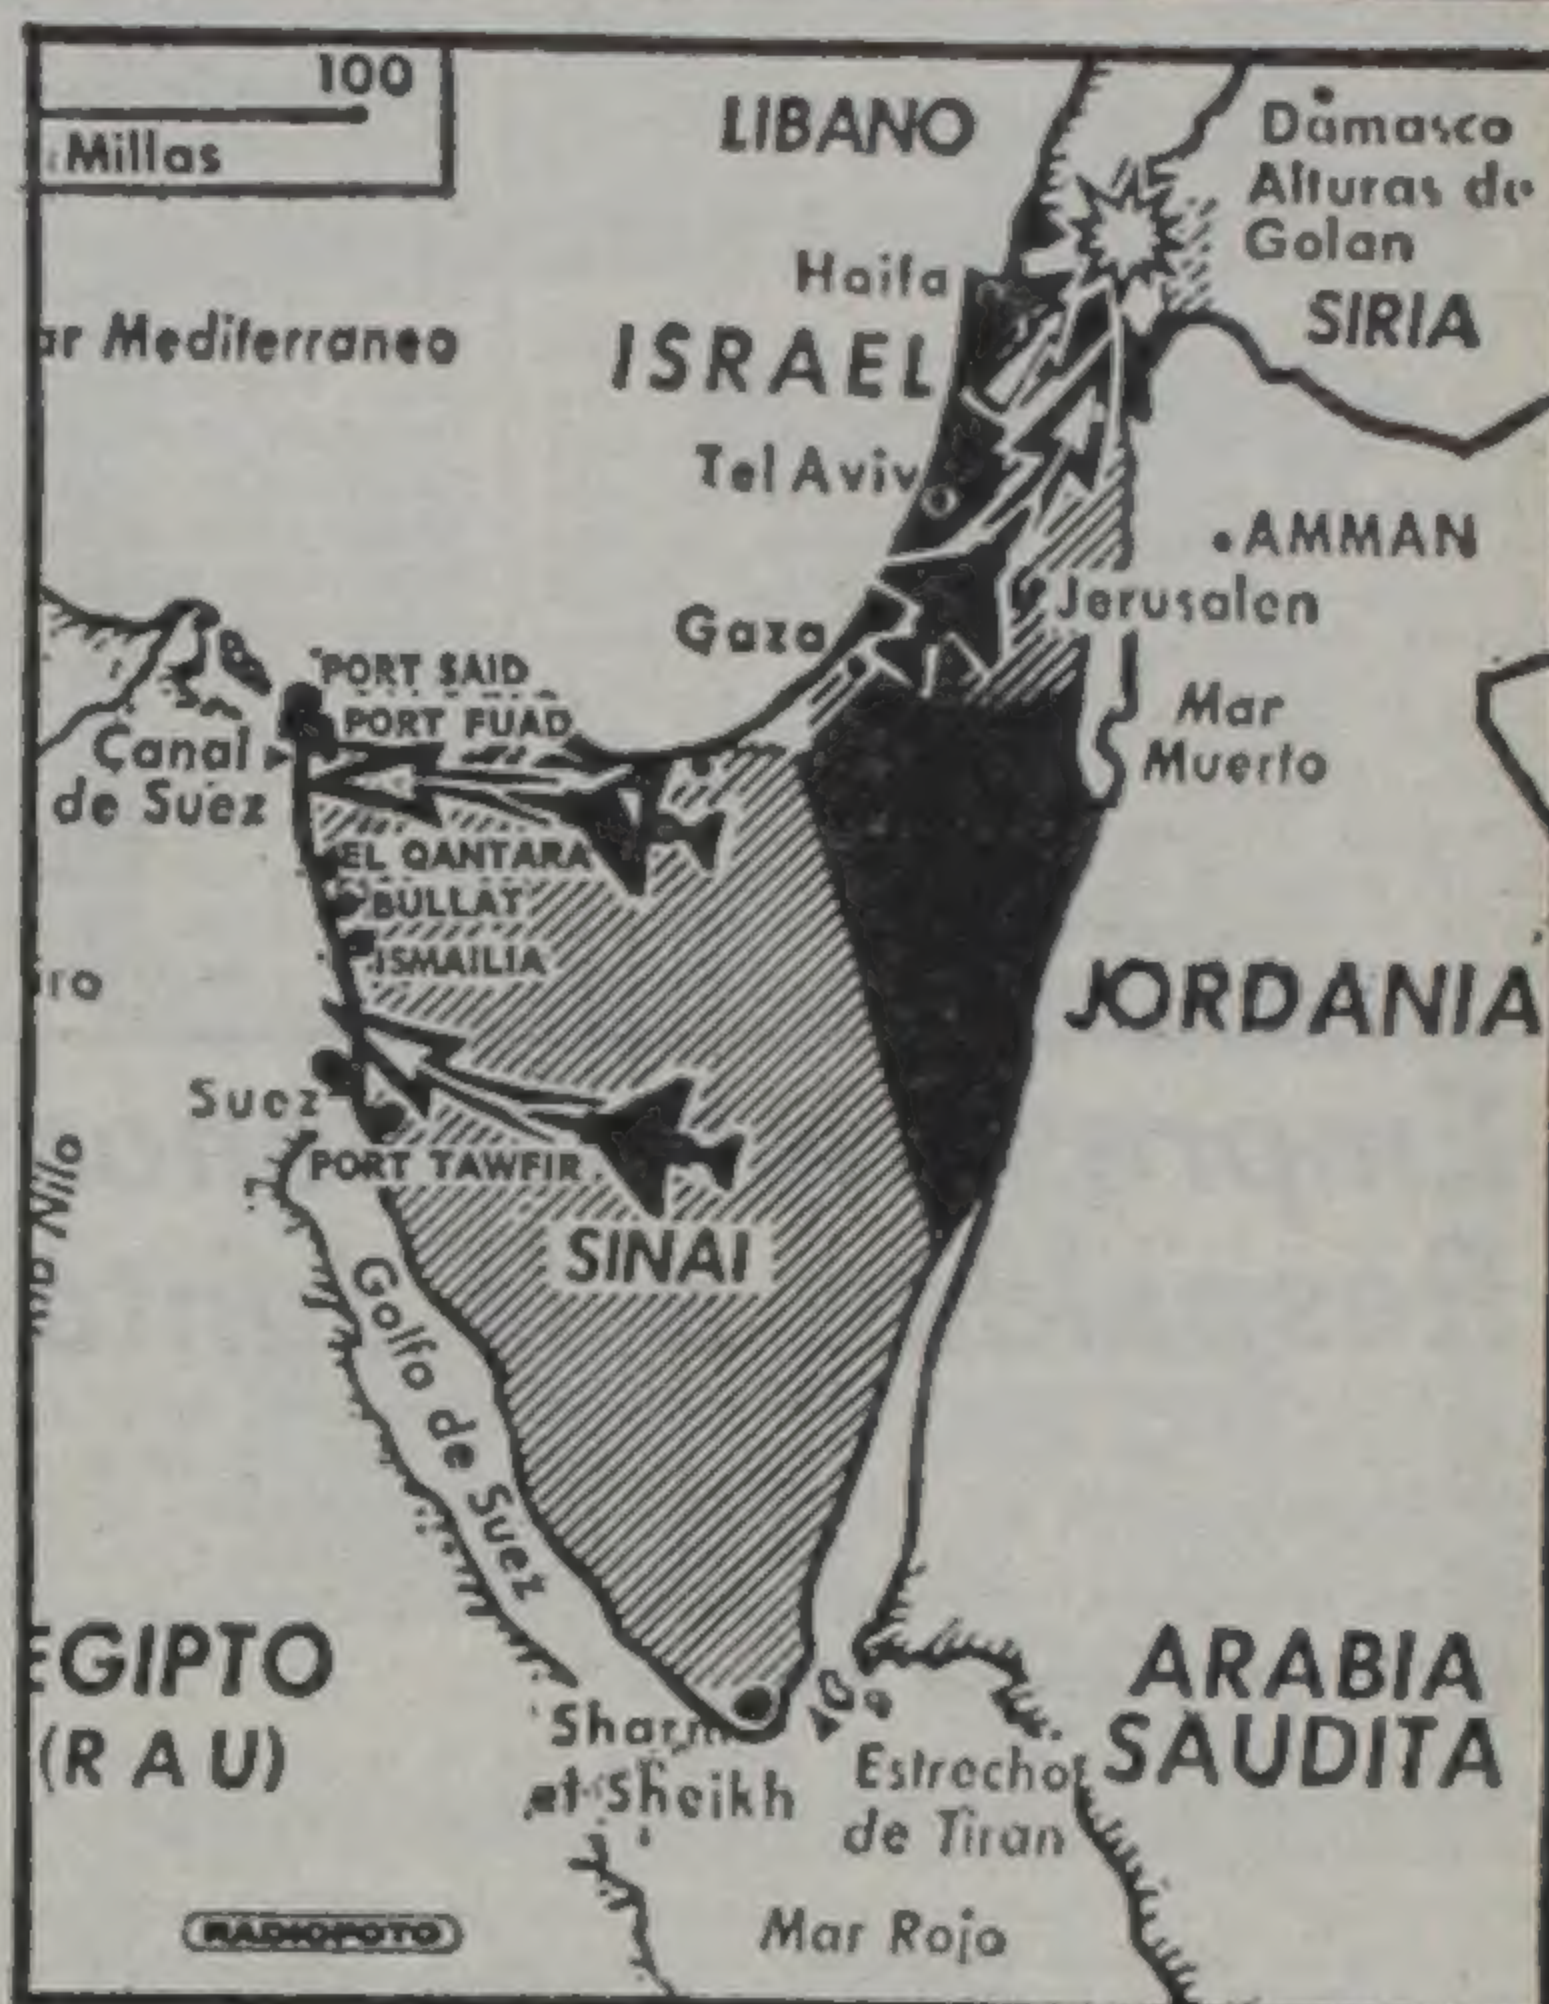 100
Millas
LIBANO
Damasco
Alturas de
Golan
SIRIA
Haifa
ar Mediterraneo
ISRAEL
Tel Aviv
AMMAN
Jerusalen
Gaza
PORT SAID
PORT FUAD
Canal
de Suez
Mar
Muerto
EL QANTARA
BULLAT
ISMAILIA
iro
JORDANIA
Suez
PORT TAWFIR
Nilo
SINAI
Golfo de Suez
EGIPTO
(R A U)
ARABIA
SAUDITA
Sharm
el Sheikh
Estrecho
de Tiran
Mar Rojo
RADIOFOTO